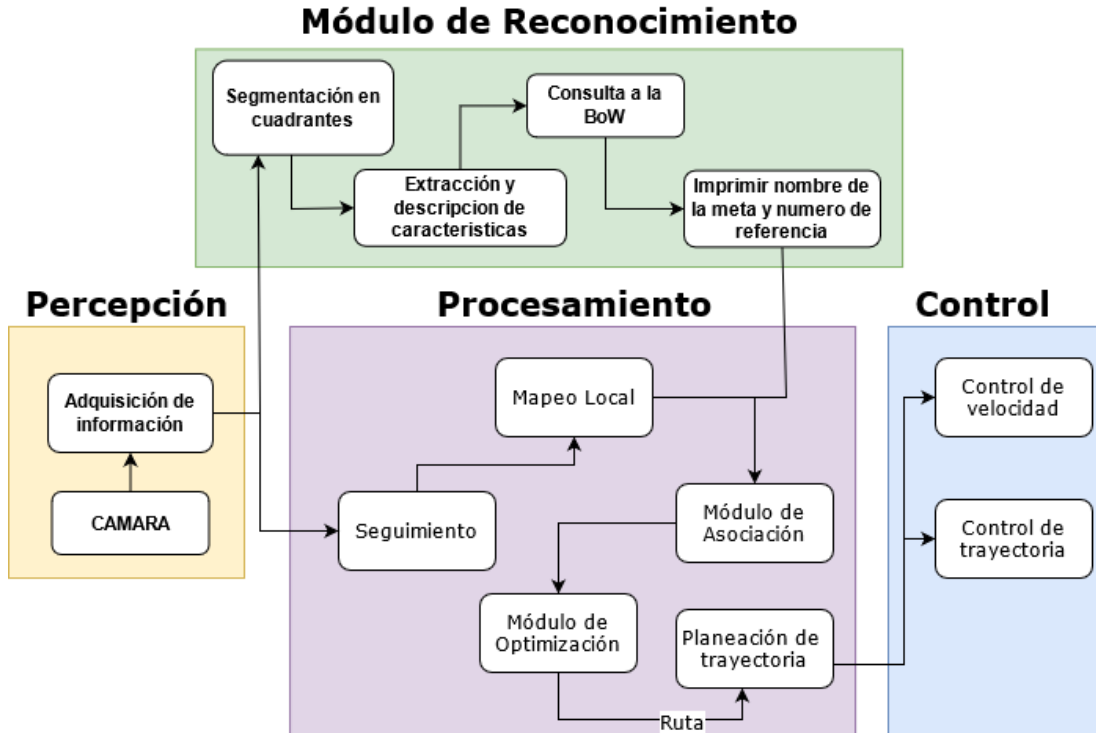 Módulo de Reconocimiento
Segmentación en
cuadrantes
Consulta a la
BoW
Extracción y
descripcion de
caracteristicas
Imprimir nombre de
la meta y numero de
referencia
Percepción
Adquisición de
información
CAMARA
Procesamiento
Mapeo Local
Seguimiento
Módulo de
Asociación
Módulo de
Optimización
Planeación de
trayectoria
Ruta
Control
Control de
velocidad
Control de
trayectoria